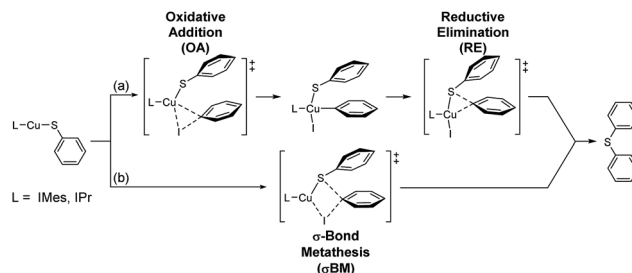 Oxidative
Addition
(OA)
Reductive
Elimination
(RE)
(a)
‡
S
L–Cu
I
S
L–Cu
I
‡
S
L–Cu
I
L–Cu
S
S
(b)
‡
S
L–Cu
I
L = IMes, IPr
σ-Bond
Metathesis
(σBM)